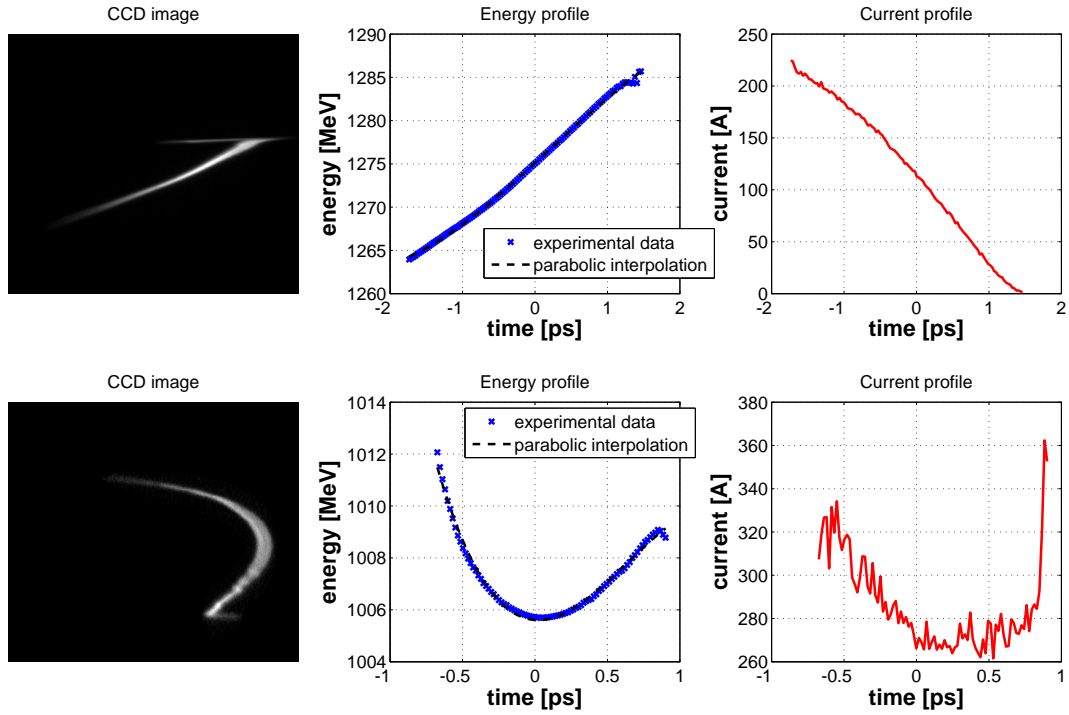 CCD image
Energy profile
Current profile
1290
1285
1280
1275
1270
1265
1260
energy [MeV]
experimental data
parabolic interpolation
-2 -1 0 1 2
time [ps]
250
200
150
100
50
0
current [A]
-2 -1 0 1 2
time [ps]
CCD image
Energy profile
Current profile
1014
1012
1010
1008
1006
1004
energy [MeV]
experimental data
parabolic interpolation
-1 -0.5 0 0.5 1
time [ps]
380
360
340
320
300
280
260
current [A]
-1 -0.5 0 0.5 1
time [ps]